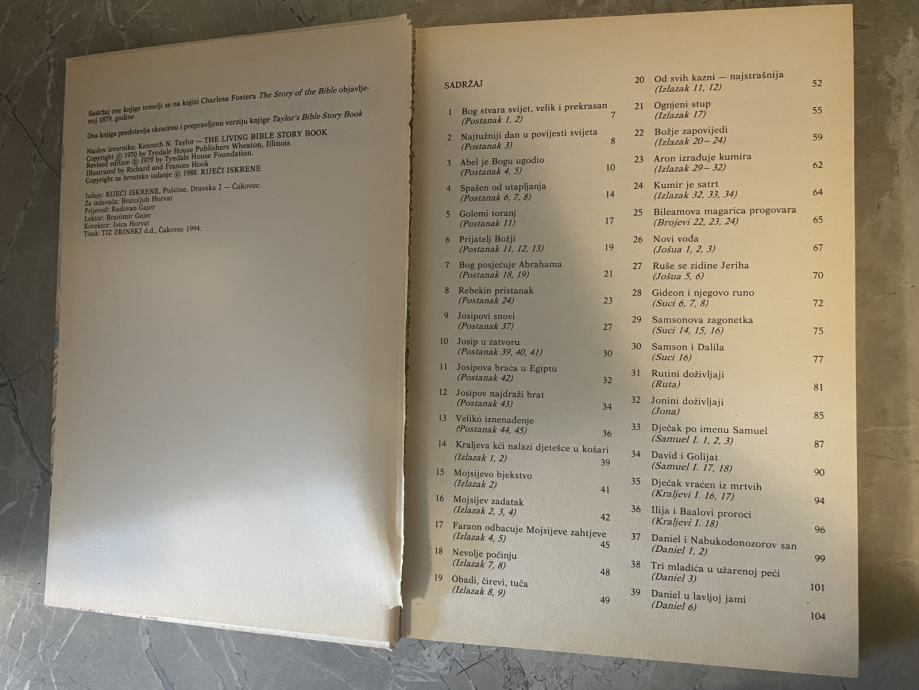 Sadržaj ove knjige temelji se na knjizi Charlesa Fostera The Story of the Bible objavlje-
noj 1879. godine
Ova knjiga predstavlja skraćenu i prepravljenu verziju knjige Taylor's Bible Story Book
Naslov izvornika: Kenneth N. Taylor — THE LIVING BIBLE STORY BOOK
Copyright © 1970 by Tyndale House Publishers Wheaton, Illinois
Revised edition © 1979 by Tyndale House Foundation.
Illustrated by Richard and Frances Hook
Copyright za hrvatsko izdanje © 1988. RIJEČI ISKRENE
Izdaje: RIJEČI ISKRENE, Pušćine, Dravska 2 — Čakovec
Za izdavača: Bratoljub Horvat
Prijevod: Radovan Gajer
Lektor: Branimir Gajer
Korektor: Ivica Horvat
Tisak: TIZ ZRINSKI d.d., Čakovec 1994.
SADRŽAJ
1 Bog stvara svijet, velik i prekrasan
(Postanak 1, 2) 7
2 Najtužniji dan u povijesti svijeta
(Postanak 3) 8
3 Abel je Bogu ugodio
(Postanak 4, 5) 10
4 Spašen od utapljanja
(Postanak 6, 7, 8) 14
5 Golemi toranj
(Postanak 11) 17
6 Prijatelj Božji
(Postanak 11, 12, 13) 19
7 Bog posjećuje Abrahama
(Postanak 18, 19) 21
8 Rebekin pristanak
(Postanak 24) 23
9 Josipovi snovi
(Postanak 37) 27
10 Josip u zatvoru
(Postanak 39, 40, 41) 30
11 Josipova braća u Egiptu
(Postanak 42) 32
12 Josipov najdraži brat
(Postanak 43) 34
13 Veliko iznenađenje
(Postanak 44, 45) 36
14 Kraljeva kći nalazi djetešce u košari
(Izlazak 1, 2) 39
15 Mojsijevo bjekstvo
(Izlazak 2) 41
16 Mojsijev zadatak
(Izlazak 2, 3, 4) 42
17 Faraon odbacuje Mojsijeve zahtjeve
(Izlazak 4, 5) 45
18 Nevolje počinju
(Izlazak 7, 8) 48
19 Obadi, čirevi, tuča
(Izlazak 8, 9) 49
20 Od svih kazni — najstrašnija
(Izlazak 11, 12) 52
21 Ognjeni stup
(Izlazak 17) 55
22 Božje zapovijedi
(Izlazak 20—24) 59
23 Aron izrađuje kumira
(Izlazak 29—32) 62
24 Kumir je satrt
(Izlazak 32, 33, 34) 64
25 Bileamova magarica progovara
(Brojevi 22, 23, 24) 65
26 Novi voda
(Jošua 1, 2, 3) 67
27 Ruše se zidine Jeriha
(Jošua 5, 6) 70
28 Gideon i njegovo runo
(Suci 6, 7, 8) 72
29 Samsonova zagonetka
(Suci 14, 15, 16) 75
30 Samson i Dalila
(Suci 16) 77
31 Rutini doživljaji
(Ruta) 81
32 Jonini doživljaji
(Jona) 85
33 Dječak po imenu Samuel
(Samuel I. 1, 2, 3) 87
34 David i Golijat
(Samuel I. 17, 18) 90
35 Dječak vraćen iz mrtvih
(Kraljevi I. 16, 17) 94
36 Ilija i Baalovi proroci
(Kraljevi I. 18) 96
37 Daniel i Nabukodonozorov san
(Daniel 1, 2) 99
38 Tri mladića u užarenoj peći
(Daniel 3) 101
39 Daniel u lavljoj jami
(Daniel 6) 104